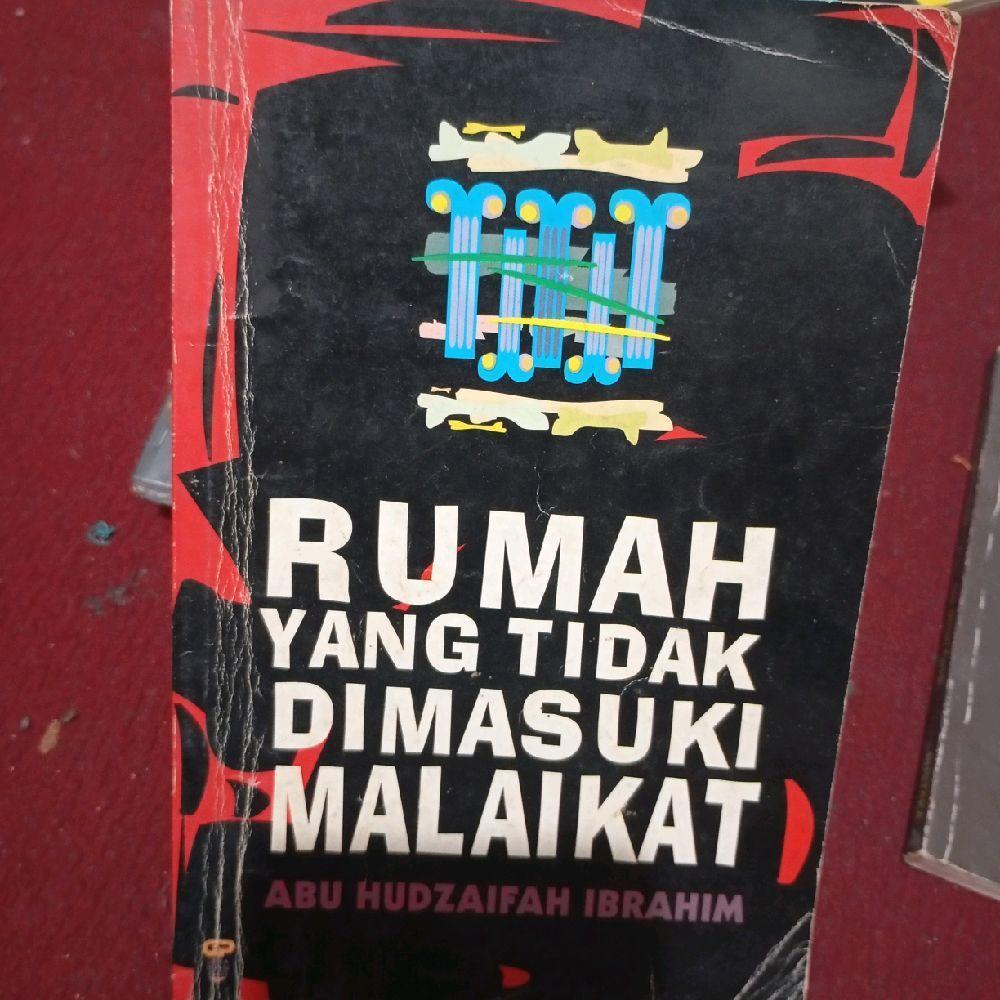 RUMAH
YANG TIDAK
DIMASUKI
MALAIKAT
ABU HUDZAIFAH IBRAHIM